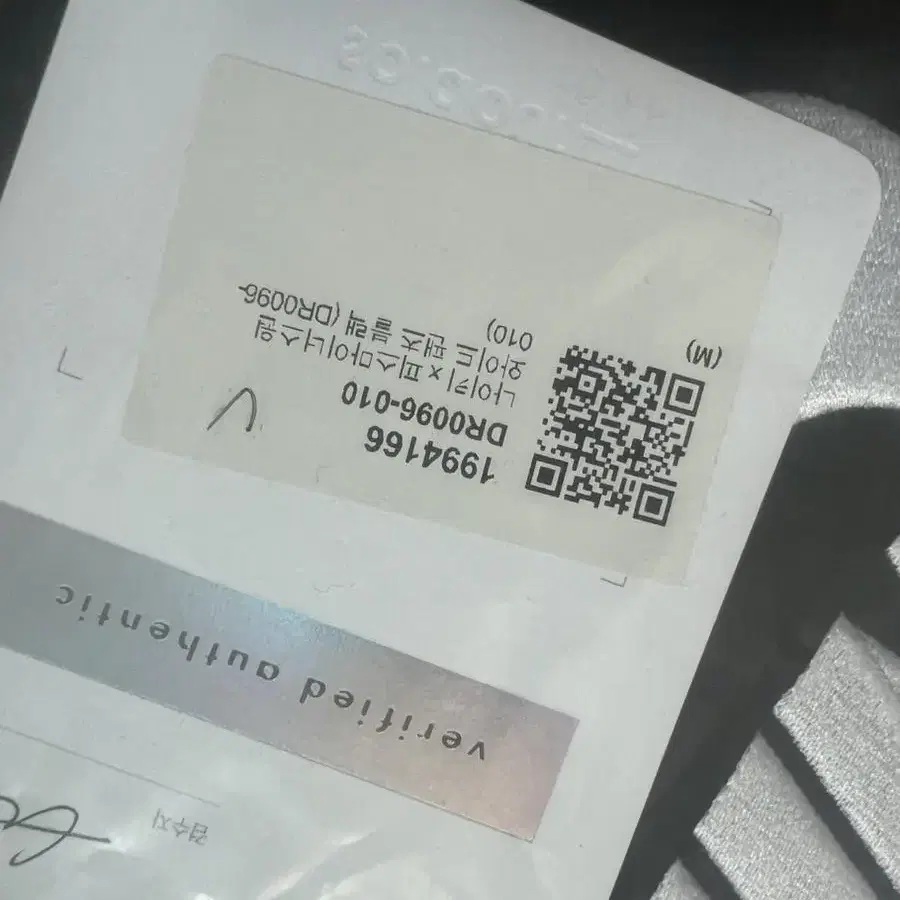 검수자
verified authentic
1994166
DR0096-010
나이키 x 피스마이너스원
와이드 팬츠 블랙 (DR0096-
010)
(M)